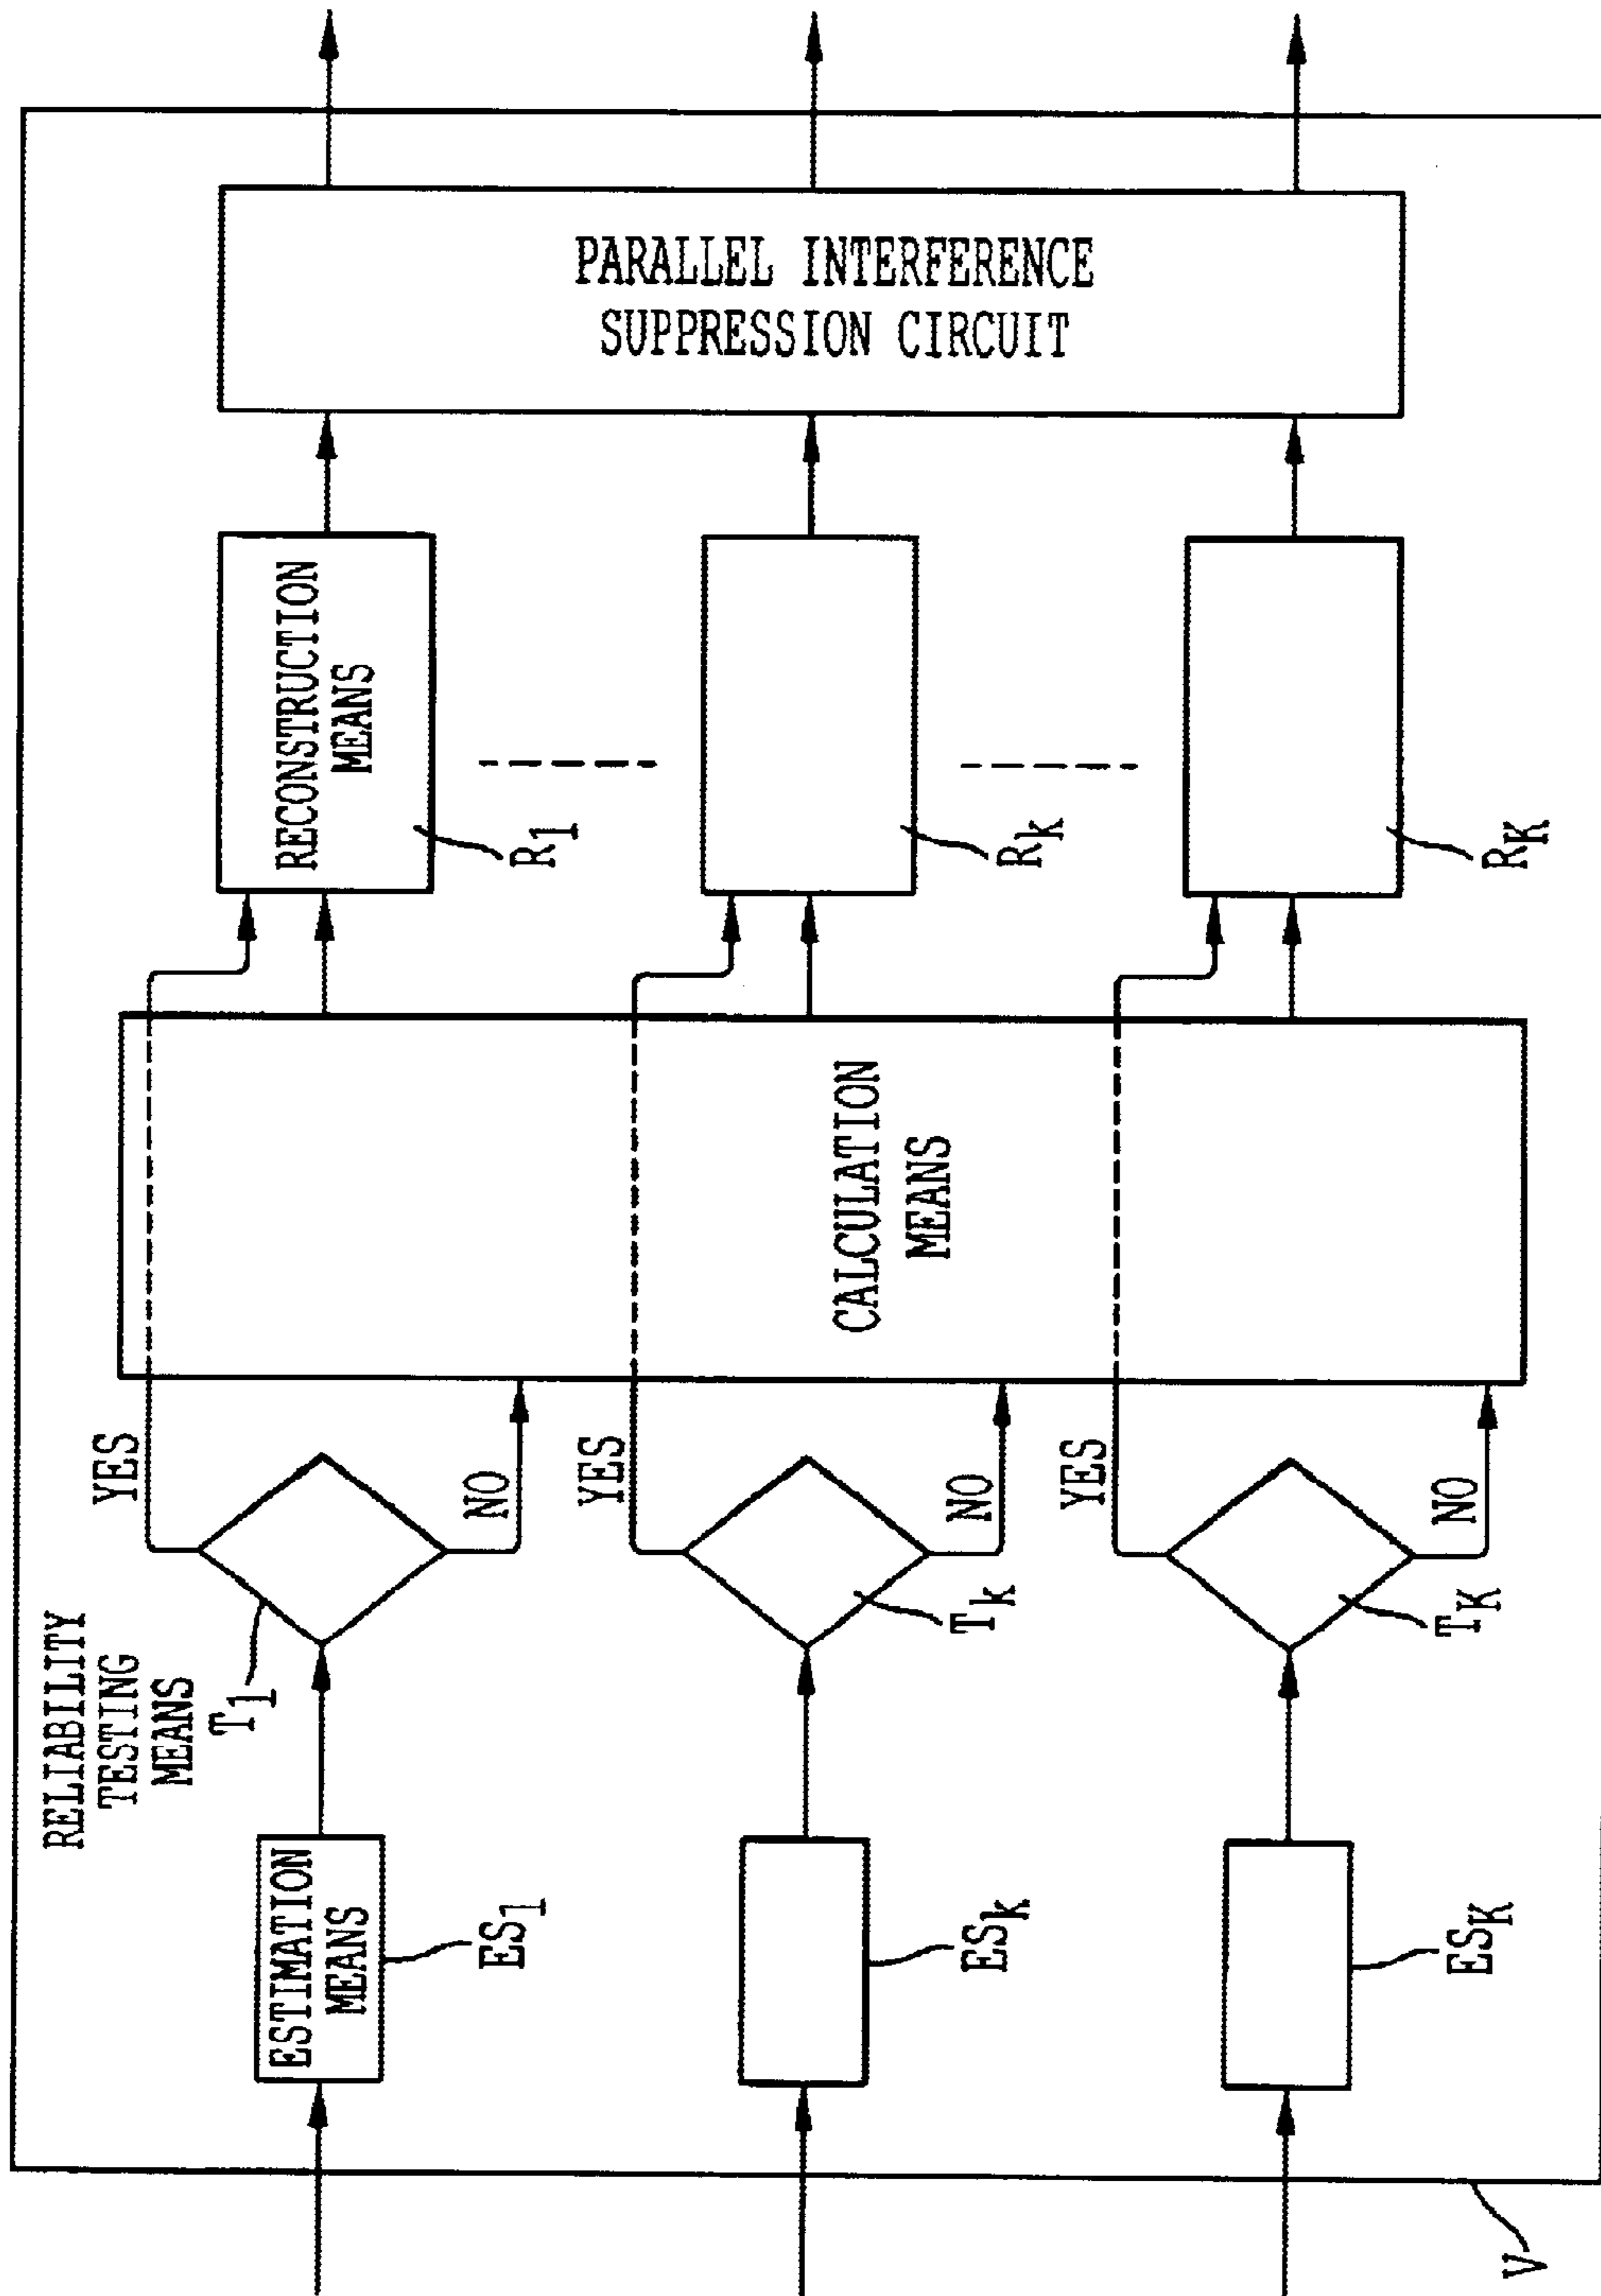 RELIABILITY
TESTING
MEANS
T1
ESTIMATION
MEANS
ES1
YES
NO
CALCULATION
MEANS
RECONSTRUCTION
MEANS
R1
PARALLEL INTERFERENCE
SUPPRESSION CIRCUIT
ESk
Tk
YES
NO
Rk
ESK
TK
YES
NO
RK
V